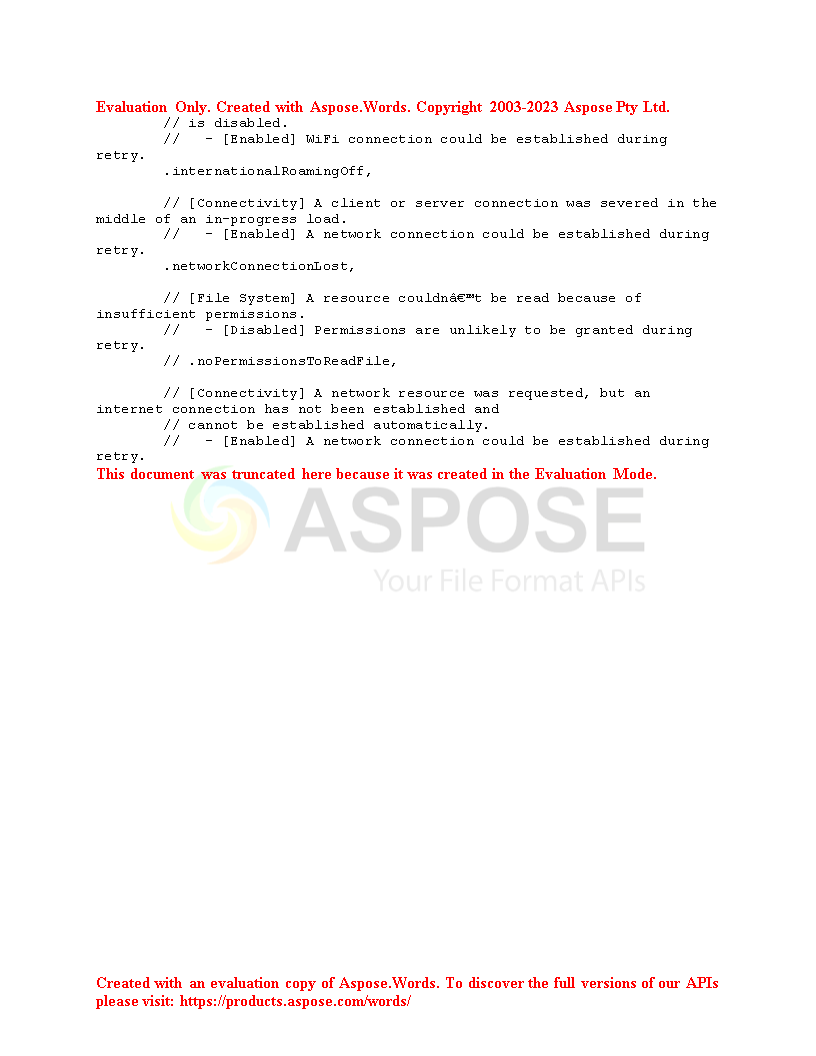 Evaluation Only. Created with Aspose.Words. Copyright 2003-2023 Aspose Pty Ltd.
        // is disabled.
        //   - [Enabled] WiFi connection could be established during
retry.
        .internationalRoamingOff,

        // [Connectivity] A client or server connection was severed in the
middle of an in-progress load.
        //   - [Enabled] A network connection could be established during
retry.
        .networkConnectionLost,

        // [File System] A resource couldnâ€™t be read because of
insufficient permissions.
        //   - [Disabled] Permissions are unlikely to be granted during
retry.
        // .noPermissionsToReadFile,

        // [Connectivity] A network resource was requested, but an
internet connection has not been established and
        // cannot be established automatically.
        //   - [Enabled] A network connection could be established during
retry.
This document was truncated here because it was created in the Evaluation Mode.
ASPOSE
Your File Format APIs
Created with an evaluation copy of Aspose.Words. To discover the full versions of our APIs
please visit: https://products.aspose.com/words/